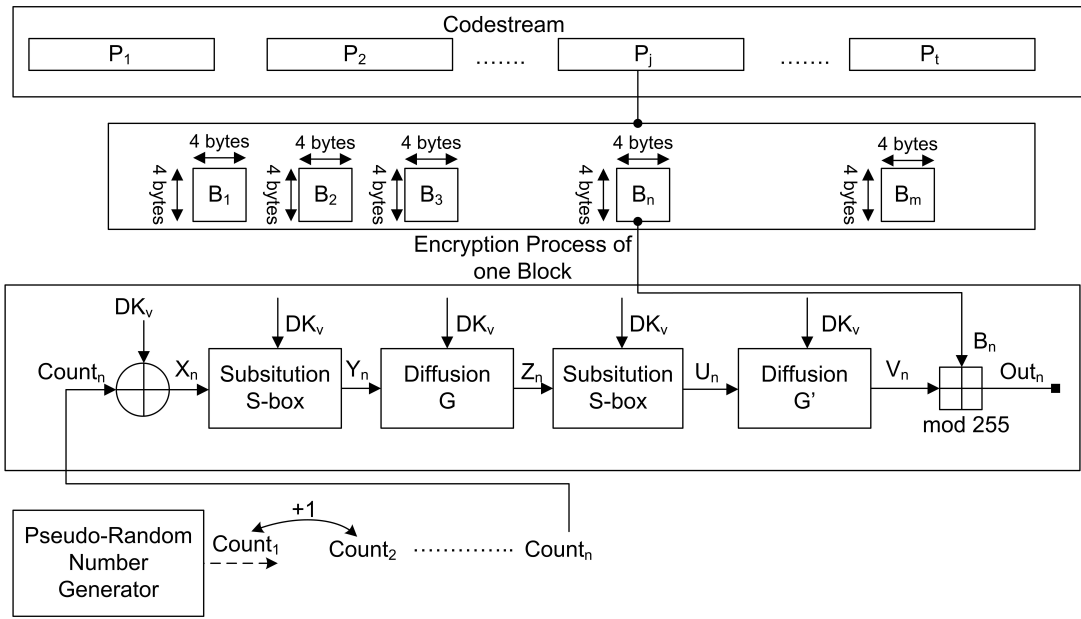 Codestream
P1 P2 ....... Pj ....... Pt
4 bytes 4 bytes 4 bytes 4 bytes 4 bytes
4 bytes B1 4 bytes B2 4 bytes B3 4 bytes Bn 4 bytes Bm
Encryption Process of
one Block
DKv DKv DKv DKv DKv
Bn
Countn Xn Subsitution Yn Diffusion Zn Subsitution Un Diffusion Vn Outn
S-box G S-box G’
mod 255
+1
Pseudo-Random
Number
Generator
Count1 Count2 ................ Countn